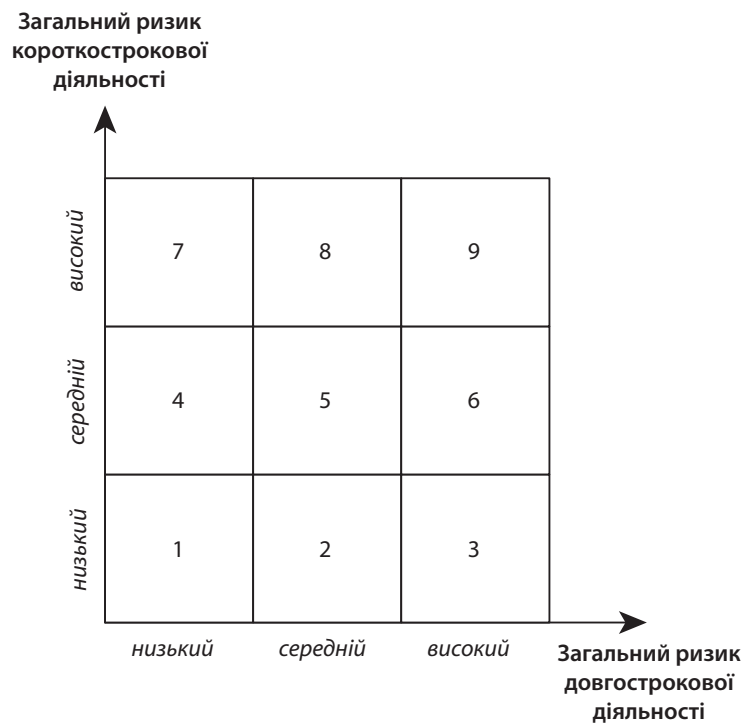 Загальний ризик
короткострокової
діяльності
високий
7 8 9
середній
4 5 6
низький
1 2 3
низький середній високий
Загальний ризик
довгострокової
діяльності